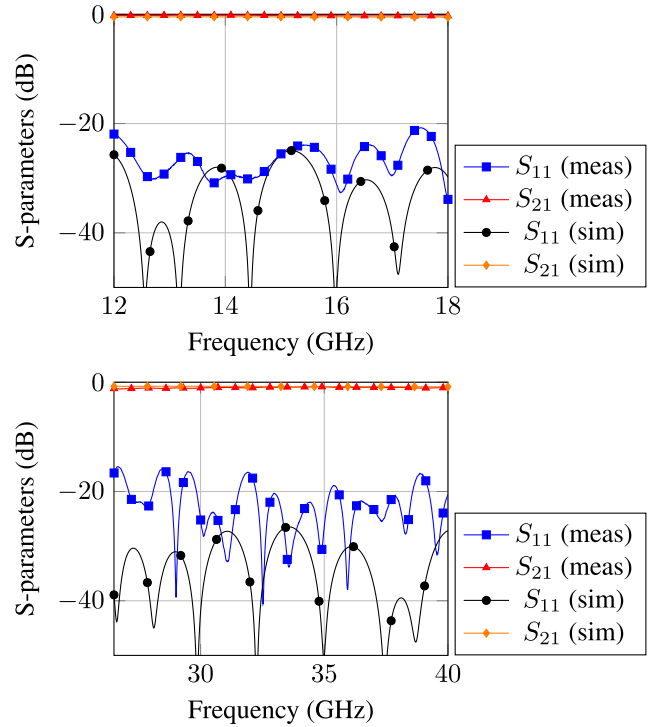 0
−20
−40
S-parameters (dB)
12
14
16
18
Frequency (GHz)
S11 (meas)
S21 (meas)
S11 (sim)
S21 (sim)
0
−20
−40
S-parameters (dB)
30
35
40
Frequency (GHz)
S11 (meas)
S21 (meas)
S11 (sim)
S21 (sim)